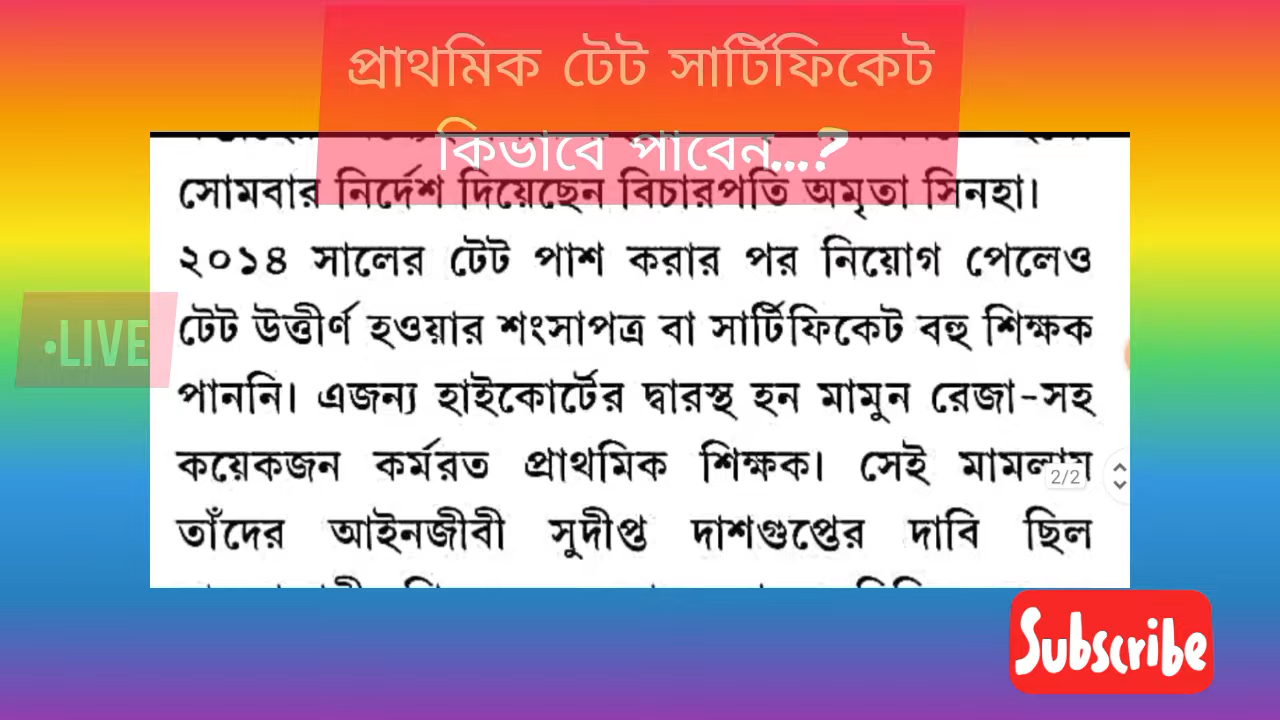 প্রাথমিক টেট সার্টিফিকেট
কিভাবে পাবেন...?
সোমবার নির্দেশ দিয়েছেন বিচারপতি অমৃতা সিনহা।
২০১৪ সালের টেট পাশ করার পর নিয়োগ পেলেও
•LIVE
টেট উত্তীর্ণ হওয়ার শংসাপত্র বা সার্টিফিকেট বহু শিক্ষক
পাননি। এজন্য হাইকোর্টের দ্বারস্থ হন মামুন রেজা-সহ
কয়েকজন কর্মরত প্রাথমিক শিক্ষক। সেই মামলায়
2/2
তাঁদের আইনজীবী সুদীপ্ত দাশগুপ্তের দাবি ছিল
Subscribe